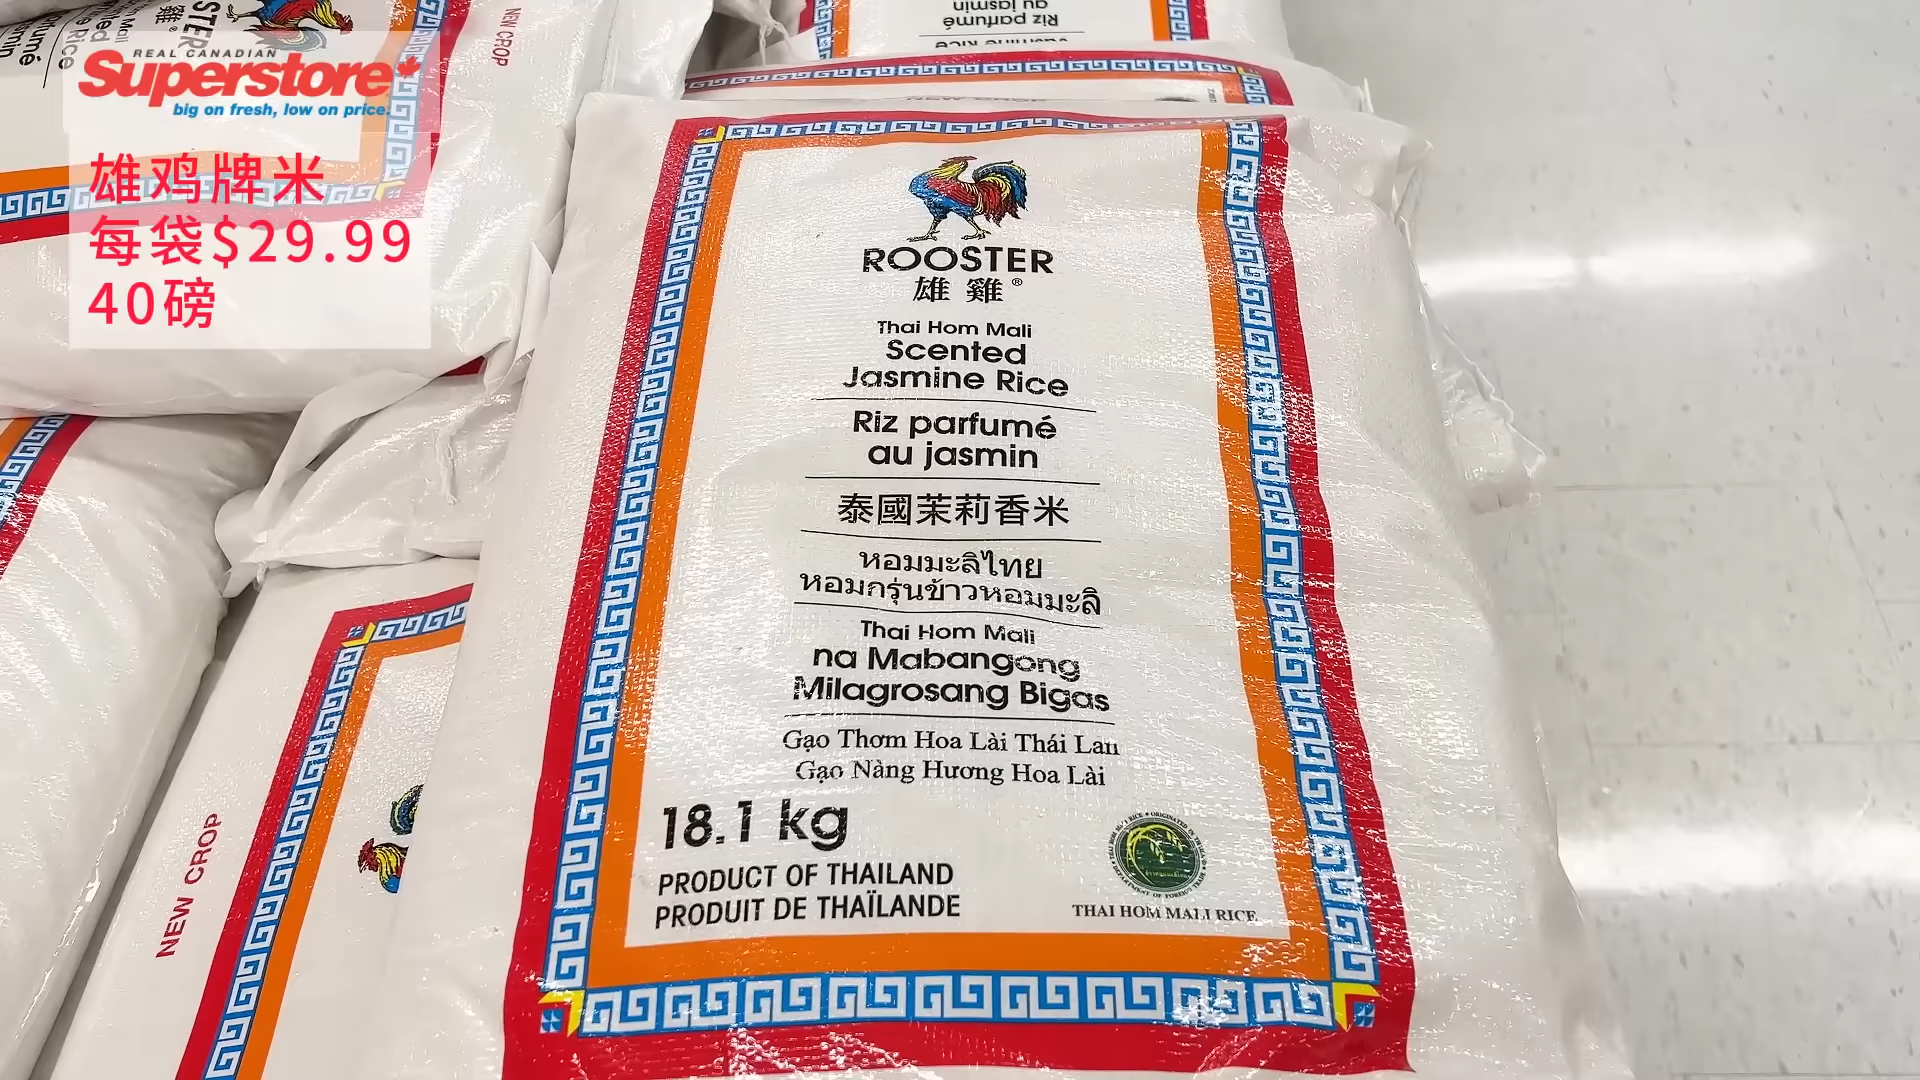 REAL CANADIAN
Superstore
big on fresh, low on price.
雄鸡牌米
每袋$29.99
40磅
NEW CROP
Riz parfumé
au jasmin
ROOSTER
雄雞®
Thai Hom Mali
Scented
Jasmine Rice
Riz parfumé
au jasmin
泰國茉莉香米
หอมมะลิไทย
หอมกรุ่นข้าวหอมมะลิ
Thai Hom Mali
na Mabangong
Milagrosang Bigas
Gạo Thơm Hoa Lài Thái Lan
Gạo Nàng Hương Hoa Lài
18.1 kg
PRODUCT OF THAILAND
PRODUIT DE THAÏLANDE
THAI HOM MALI RICE
NEW CROP